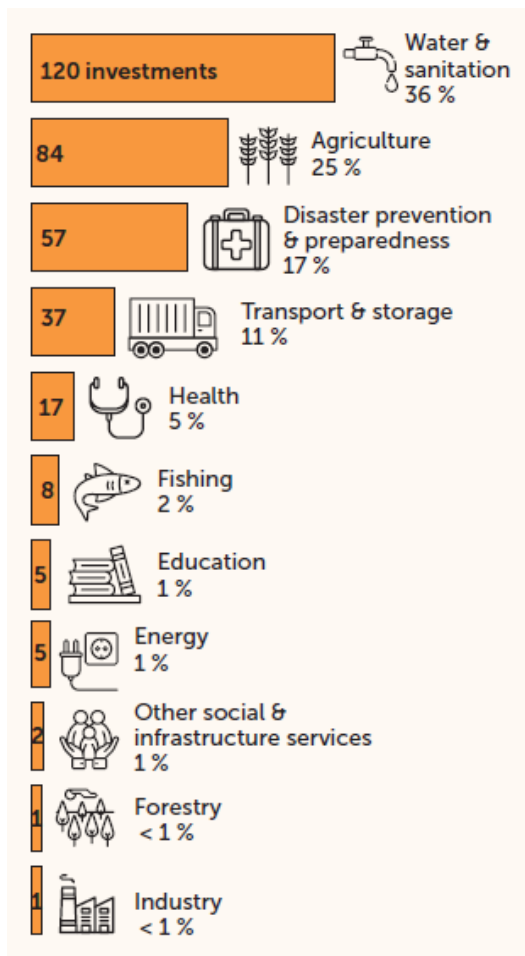 120 investments
Water &
sanitation
36 %
84
Agriculture
25 %
57
Disaster prevention
& preparedness
17 %
37
Transport & storage
11 %
17
Health
5 %
8
Fishing
2 %
5
Education
1 %
5
Energy
1 %
2
Other social &
infrastructure services
1 %
1
Forestry
< 1 %
1
Industry
< 1 %